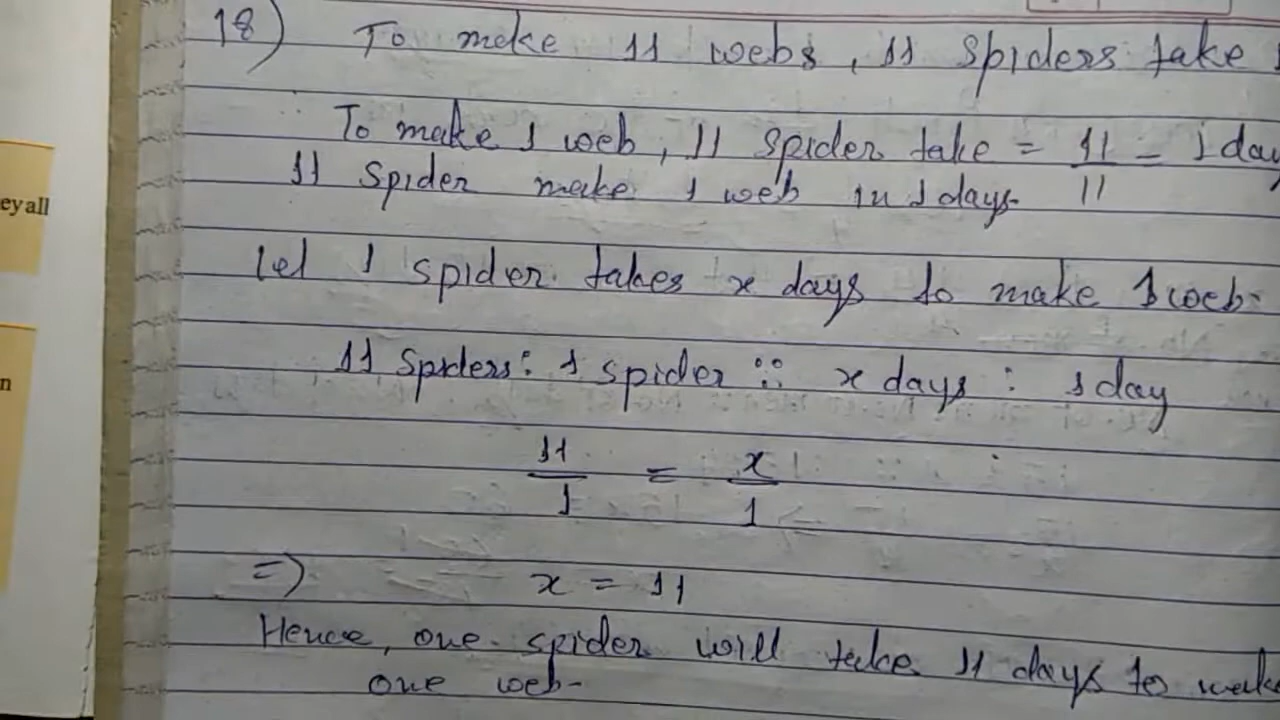 ey all
n
18) To make 11 webs, 11 spiders take
To make 1 web, 11 spider take = 11/11 = 1 day
11 spider make 1 web in 1 days.
Let 1 spider takes x days to make 1 web.
11 spiders : 1 spider :: x days : 1 day
11/1 = x/1
=) x = 11
Hence, one spider will take 11 days to make
one web-